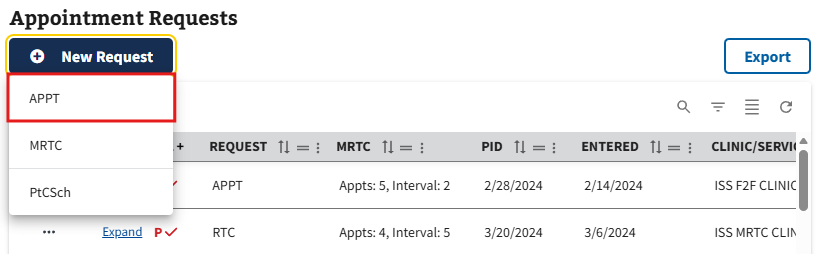 Appointment Requests
New Request
Export
APPT
MRTC
PtCSch
+ REQUEST MRTC PID ENTERED CLINIC/SERVIC
APPT Appts: 5, Interval: 2 2/28/2024 2/14/2024 ISS F2F CLINIC
Expand P RTC Appts: 4, Interval: 5 3/20/2024 3/6/2024 ISS MRTC CLIN